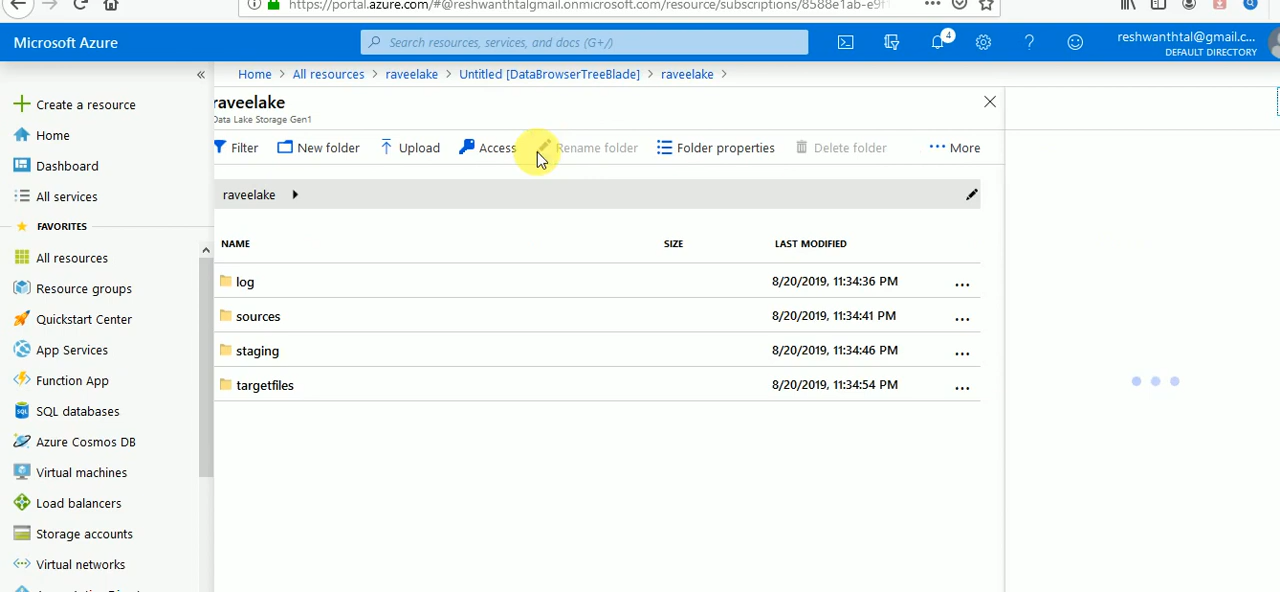 https://portal.azure.com/#@reshwanthtalgmail.onmicrosoft.com/resource/subscriptions/8588e1ab-e9f
Microsoft Azure
Search resources, services, and docs (G+/)
4
reshwanthtal@gmail.c...
DEFAULT DIRECTORY
«
Home > All resources > raveelake > Untitled [DataBrowserTreeBlade] > raveelake >
Create a resource
Home
Dashboard
All services
FAVORITES
All resources
Resource groups
Quickstart Center
App Services
Function App
SQL databases
Azure Cosmos DB
Virtual machines
Load balancers
Storage accounts
Virtual networks
raveelake
Data Lake Storage Gen1
Filter
New folder
Upload
Access
Rename folder
Folder properties
Delete folder
More
raveelake
NAME SIZE LAST MODIFIED
log 8/20/2019, 11:34:36 PM ...
sources 8/20/2019, 11:34:41 PM ...
staging 8/20/2019, 11:34:46 PM ...
targetfiles 8/20/2019, 11:34:54 PM ...